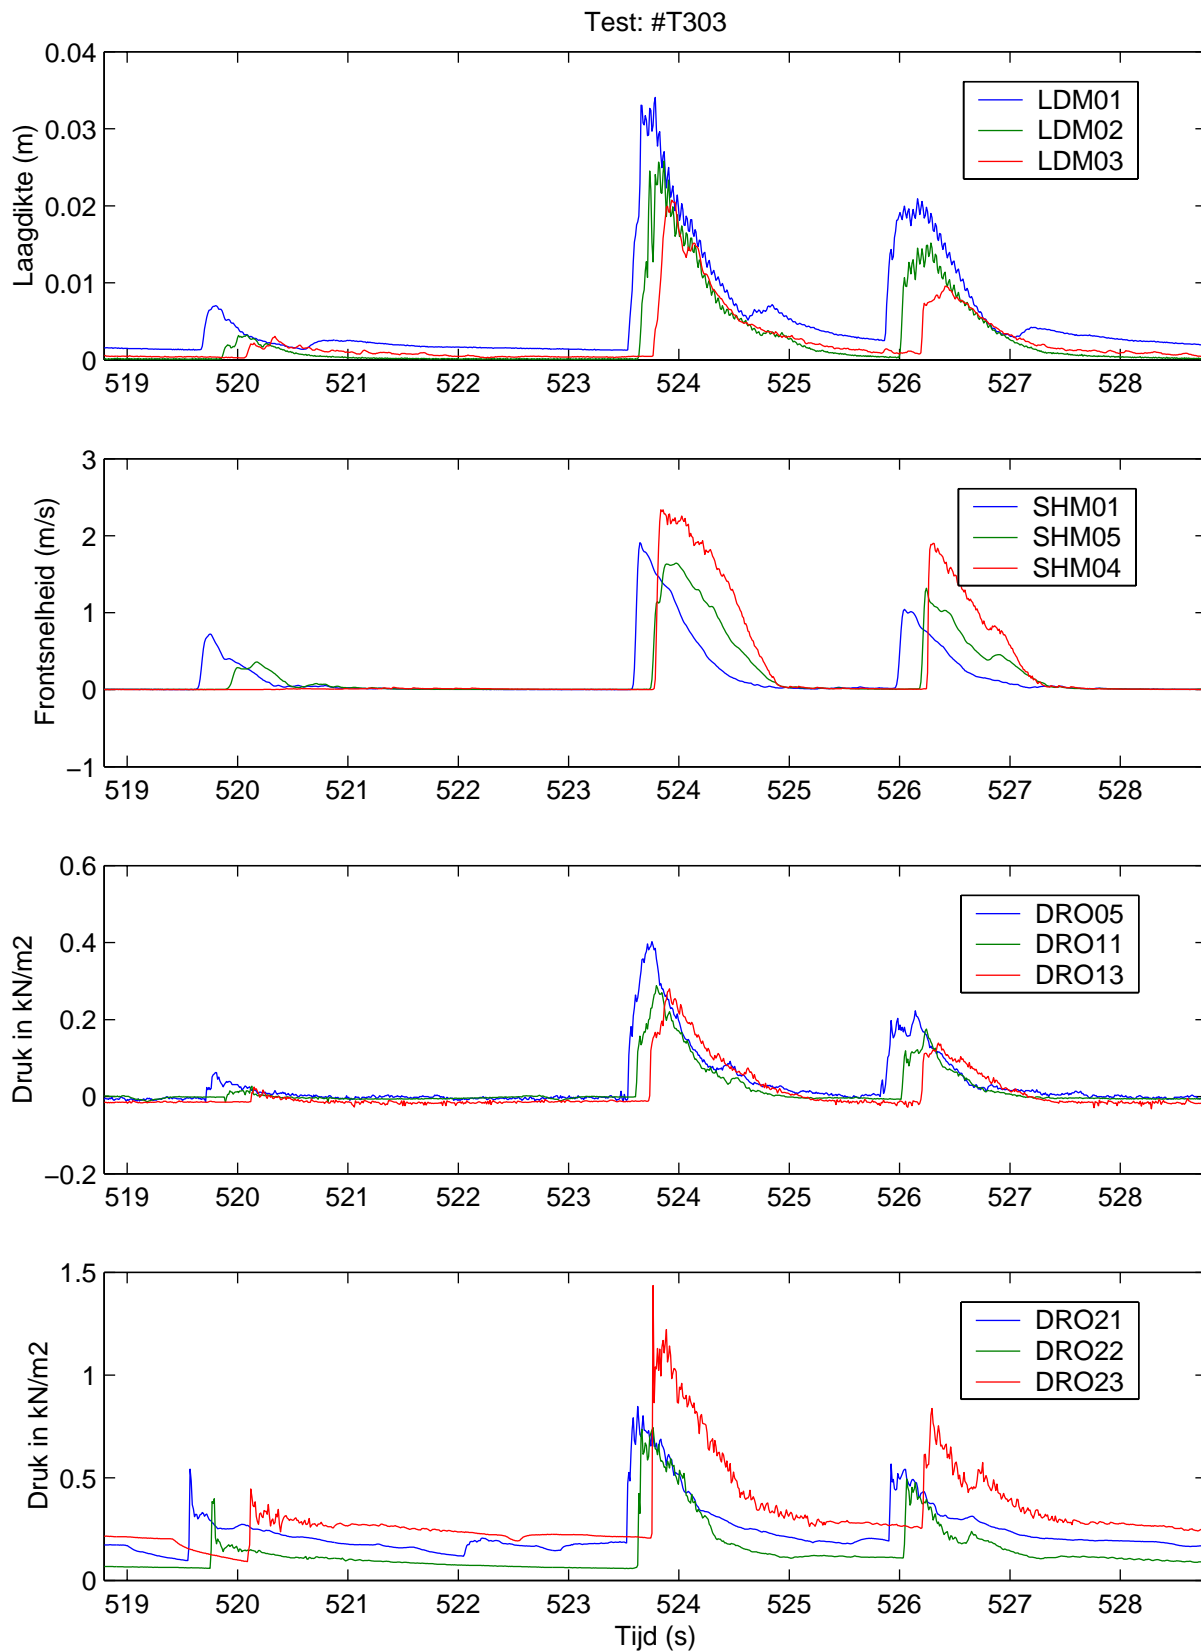 Test: #T303
Laagdikte (m)
0.04
0.03
0.02
0.01
0
LDM01
LDM02
LDM03
519 520 521 522 523 524 525 526 527 528
Frontsnelheid (m/s)
3
2
1
0
−1
SHM01
SHM05
SHM04
519 520 521 522 523 524 525 526 527 528
Druk in kN/m2
0.6
0.4
0.2
0
−0.2
DRO05
DRO11
DRO13
519 520 521 522 523 524 525 526 527 528
Druk in kN/m2
1.5
1
0.5
0
DRO21
DRO22
DRO23
519 520 521 522 523 524 525 526 527 528
Tijd (s)